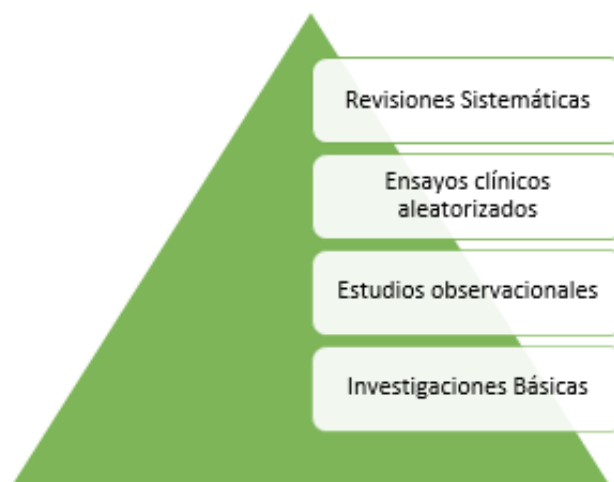 Revisiones Sistemáticas
Ensayos clínicos
aleatorizados
Estudios observacionales
Investigaciones Básicas